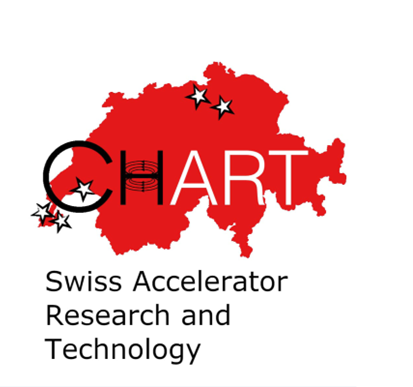 CHART
Swiss Accelerator
Research and
Technology